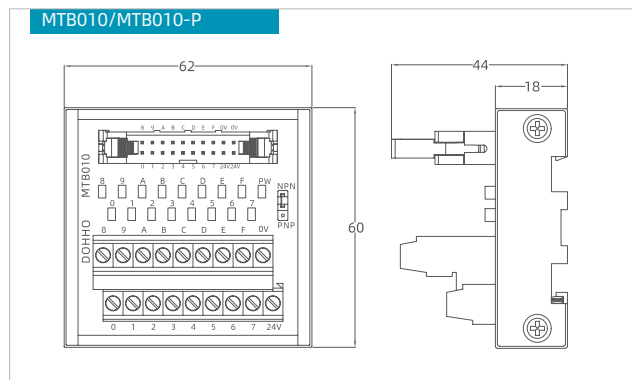 MTB010/MTB010-P
62
44
18
60
8 9 A B C D E F 0V 0V
0 1 2 3 4 5 6 7 24V 24V
MTB010
DOHHO
8 9 A B C D E F PW
NPN
0 1 2 3 4 5 6 7
PNP
8 9 A B C D E F 0V
0 1 2 3 4 5 6 7 24V